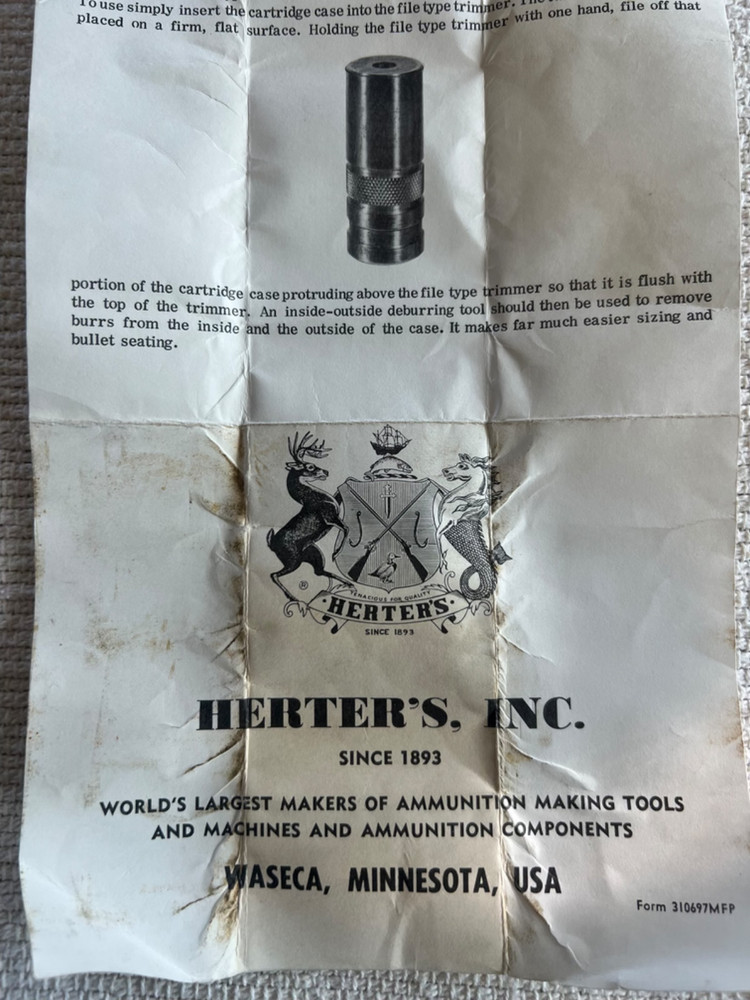 To use simply insert the cartridge case into the file type trimmer. The
placed on a firm, flat surface. Holding the file type trimmer with one hand, file off that
portion of the cartridge case protruding above the file type trimmer so that it is flush with
the top of the trimmer. An inside-outside deburring tool should then be used to remove
burrs from the inside and the outside of the case. It makes far much easier sizing and
bullet seating.
®
TENACIOUS FOR QUALITY
·HERTER'S·
SINCE 1893
HERTER'S, INC.
SINCE 1893
WORLD'S LARGEST MAKERS OF AMMUNITION MAKING TOOLS
AND MACHINES AND AMMUNITION COMPONENTS
WASECA, MINNESOTA, USA
Form 310697MFP